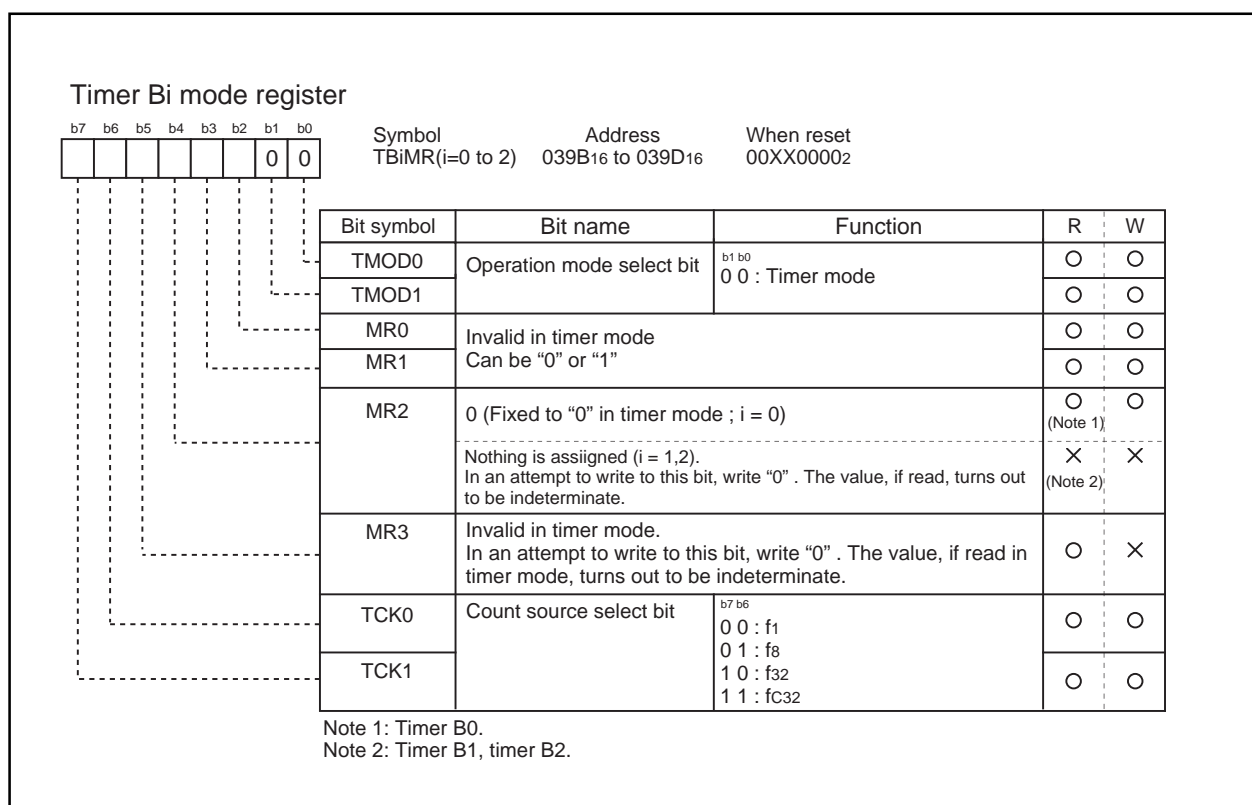 Timer Bi mode register
b7 b6 b5 b4 b3 b2 b1 b0
0 0
Symbol Address When reset
TBiMR(i=0 to 2) 039B16 to 039D16 00XX00002
Bit symbol Bit name Function R W
TMOD0 Operation mode select bit b1 b0
0 0 : Timer mode
TMOD1
MR0 Invalid in timer mode
MR1 Can be “0” or “1”
MR2 0 (Fixed to “0” in timer mode ; i = 0)
(Note 1)
Nothing is assiigned (i = 1,2).
In an attempt to write to this bit, write “0” . The value, if read, turns out
to be indeterminate.
(Note 2)
MR3 Invalid in timer mode.
In an attempt to write to this bit, write “0” . The value, if read in
timer mode, turns out to be indeterminate.
TCK0 Count source select bit b7 b6
0 0 : f1
0 1 : f8
TCK1 1 0 : f32
1 1 : fC32
Note 1: Timer B0.
Note 2: Timer B1, timer B2.